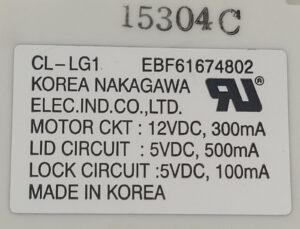 15304C
CL-LG1 EBF61674802
KOREA NAKAGAWA
ELEC.IND.CO.,LTD.
MOTOR CKT : 12VDC, 300mA
LID CIRCUIT : 5VDC, 500mA
LOCK CIRCUIT :5VDC, 100mA
MADE IN KOREA